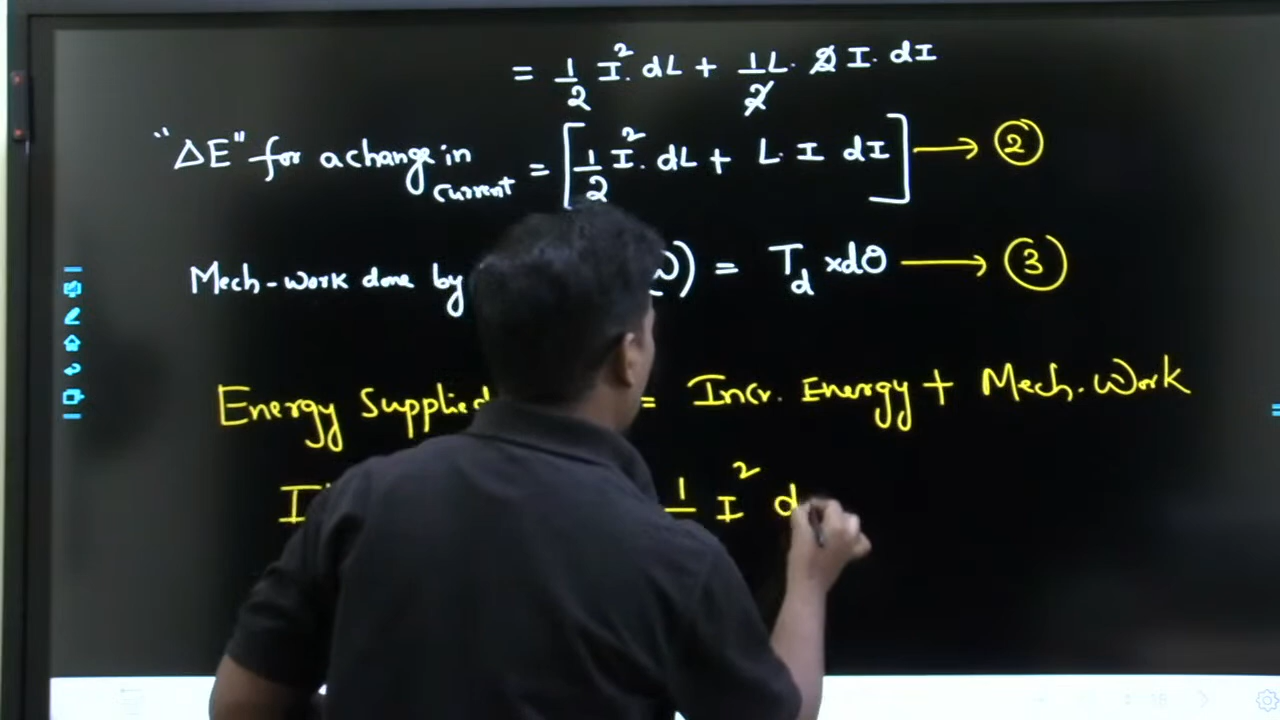 = 1/2 I². dL + 1/2 L. 2 I. dI
"ΔE" for a change in current = [1/2 I². dL + L. I dI] → ②
Mech-work done by ) = T_d × dθ → ③
Energy Supplied = Incr. Energy + Mech. Work
I² 1 I² d